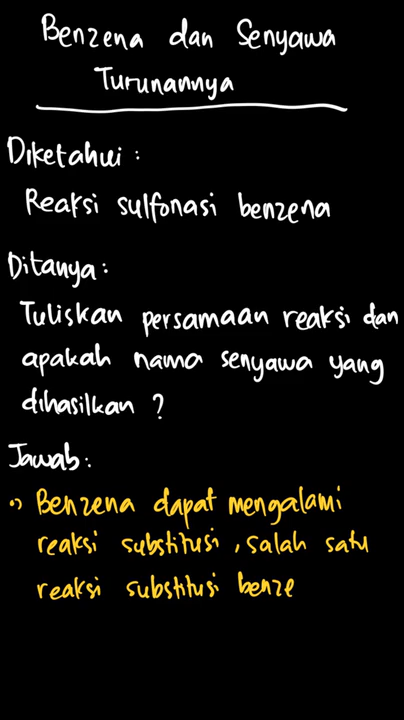 Benzena dan Senyawa
Turunannya
Diketahui :
Reaksi sulfonasi benzena
Ditanya :
Tuliskan persamaan reaksi dan
apakah nama senyawa yang
dihasilkan ?
Jawab :
•) Benzena dapat mengalami
reaksi substitusi, salah satu
reaksi substitusi benze